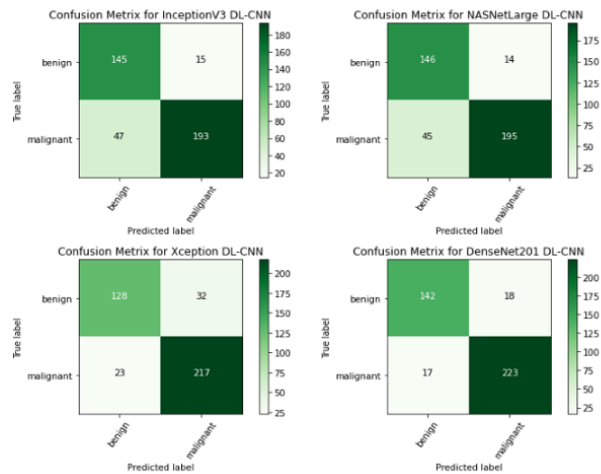 Confusion Metrix for InceptionV3 DL-CNN
True label
benign
malignant
145
15
47
193
benign
malignant
Predicted label
180
160
140
120
100
80
60
40
20
Confusion Metrix for NASNetLarge DL-CNN
True label
benign
malignant
146
14
45
195
benign
malignant
Predicted label
175
150
125
100
75
50
25
Confusion Metrix for Xception DL-CNN
True label
benign
malignant
128
32
23
217
benign
malignant
Predicted label
200
175
150
125
100
75
50
25
Confusion Metrix for DenseNet201 DL-CNN
True label
benign
malignant
142
18
17
223
benign
malignant
Predicted label
200
175
150
125
100
75
50
25